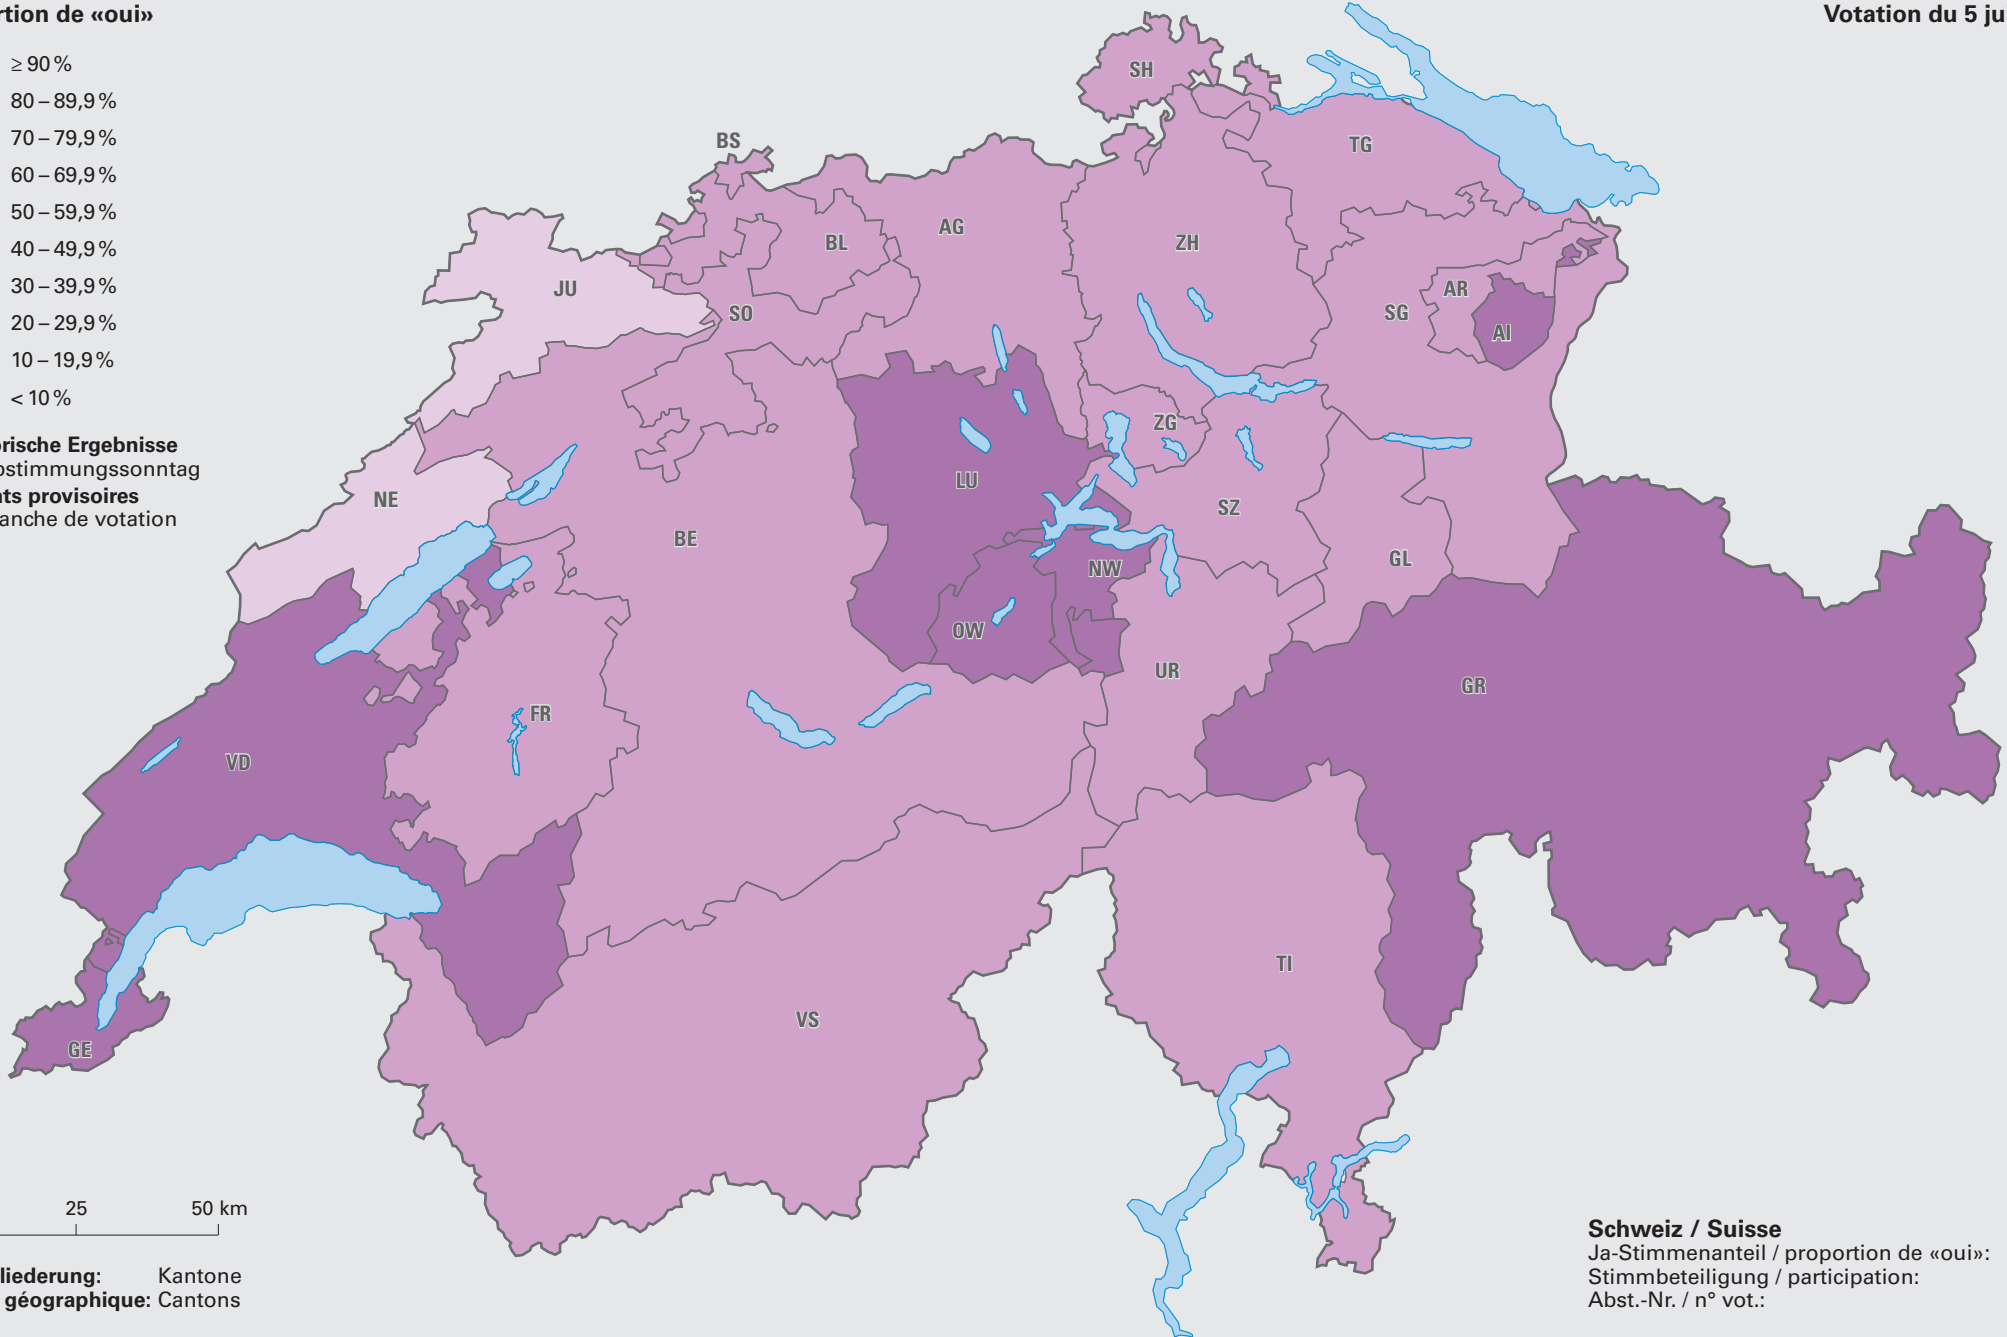 rtion de «oui»
Votation du 5 ju
≥ 90 %
80 – 89,9 %
70 – 79,9 %
60 – 69,9 %
50 – 59,9 %
40 – 49,9 %
30 – 39,9 %
20 – 29,9 %
10 – 19,9 %
< 10 %
orische Ergebnisse
bstimmungssonntag
ats provisoires
anche de votation
SH
BS
TG
AG
BL
ZH
JU
SO
AR
SG
AI
ZG
LU
NE
SZ
BE
GL
NW
OW
UR
GR
FR
VD
TI
VS
GE
25
50 km
liederung: Kantone
géographique: Cantons
Schweiz / Suisse
Ja-Stimmenanteil / proportion de «oui»:
Stimmbeteiligung / participation:
Abst.-Nr. / n° vot.: